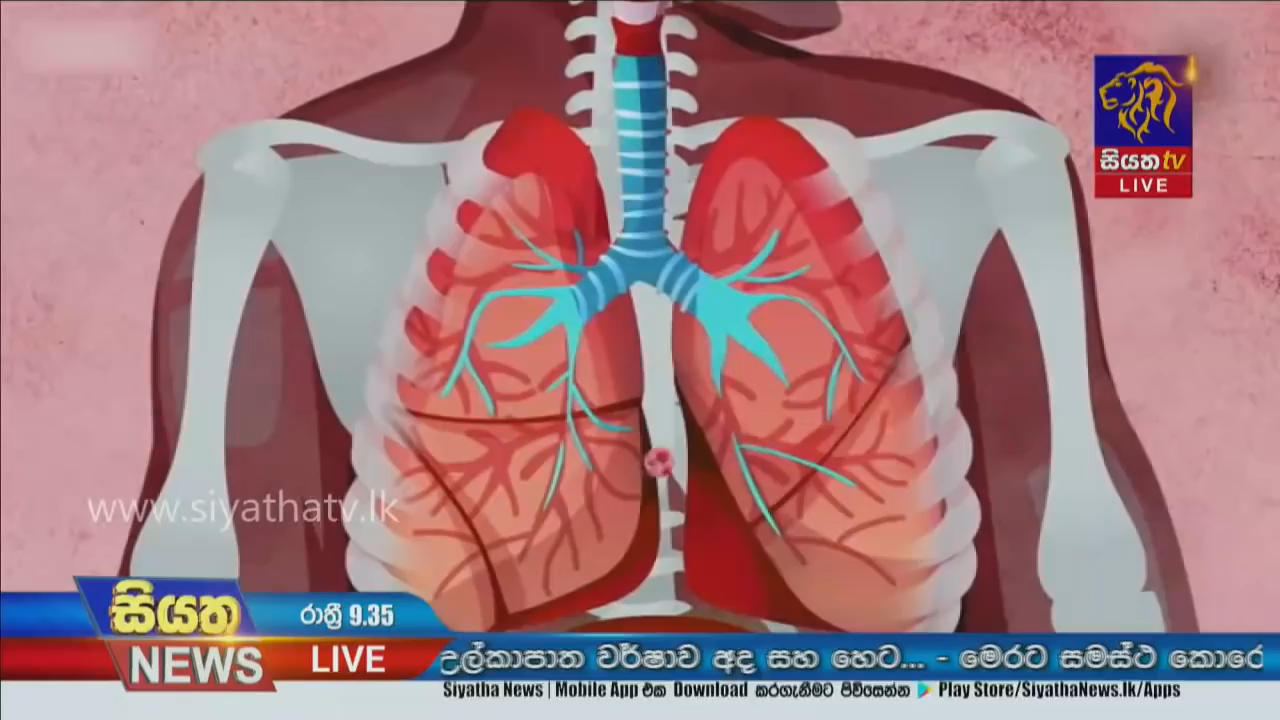 සියත tv
LIVE
www.siyathatv.lk
සියත
NEWS
රාත්‍රී 9.35
LIVE
උල්කාපාත වර්ෂාව අද සහ හෙට... - මෙරට සමස්ථ කොරෙ
Siyatha News | Mobile App එක Download කරගැනීමට පිවිසෙන්න Play Store/SiyathaNews.lk/Apps